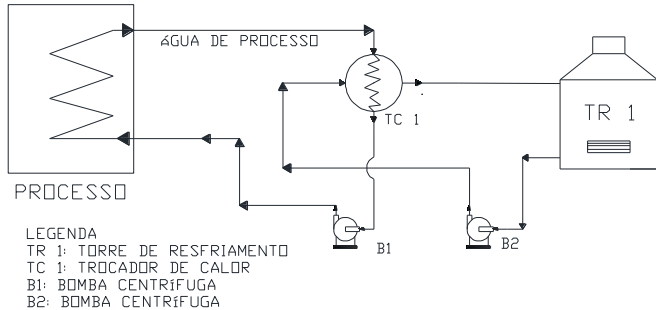 ÁGUA DE PROCESSO
TC 1
TR 1
PROCESSO
B1
B2
LEGENDA
TR 1: TORRE DE RESFRIAMENTO
TC 1: TROCADOR DE CALOR
B1: BOMBA CENTRÍFUGA
B2: BOMBA CENTRÍFUGA